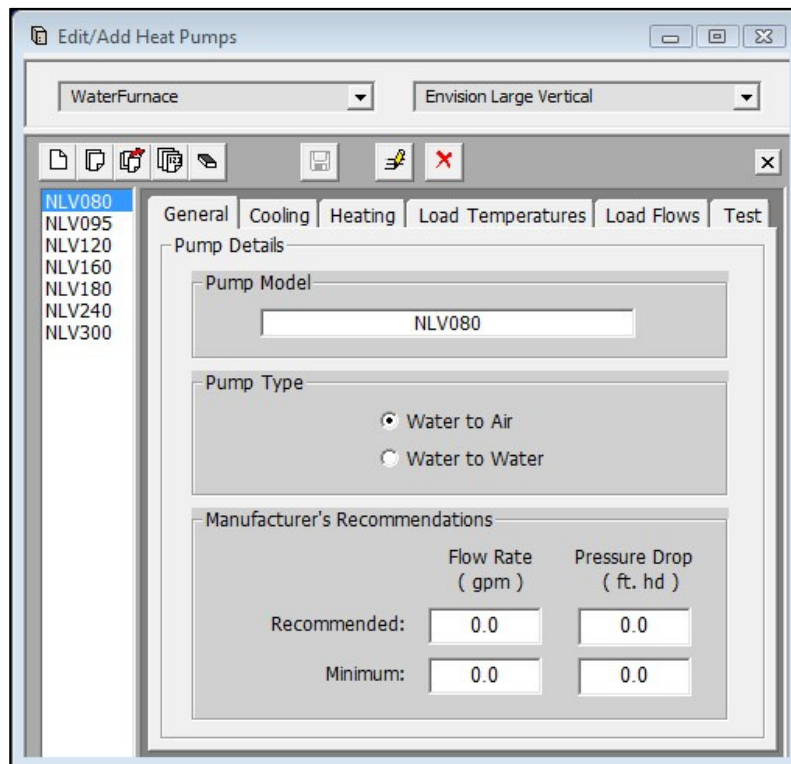 Edit/Add Heat Pumps
WaterFurnace Envision Large Vertical
NLV080
NLV095
NLV120
NLV160
NLV180
NLV240
NLV300
General Cooling Heating Load Temperatures Load Flows Test
Pump Details
Pump Model
NLV080
Pump Type
Water to Air
Water to Water
Manufacturer's Recommendations
Flow Rate Pressure Drop
( gpm ) ( ft. hd )
Recommended: 0.0 0.0
Minimum: 0.0 0.0